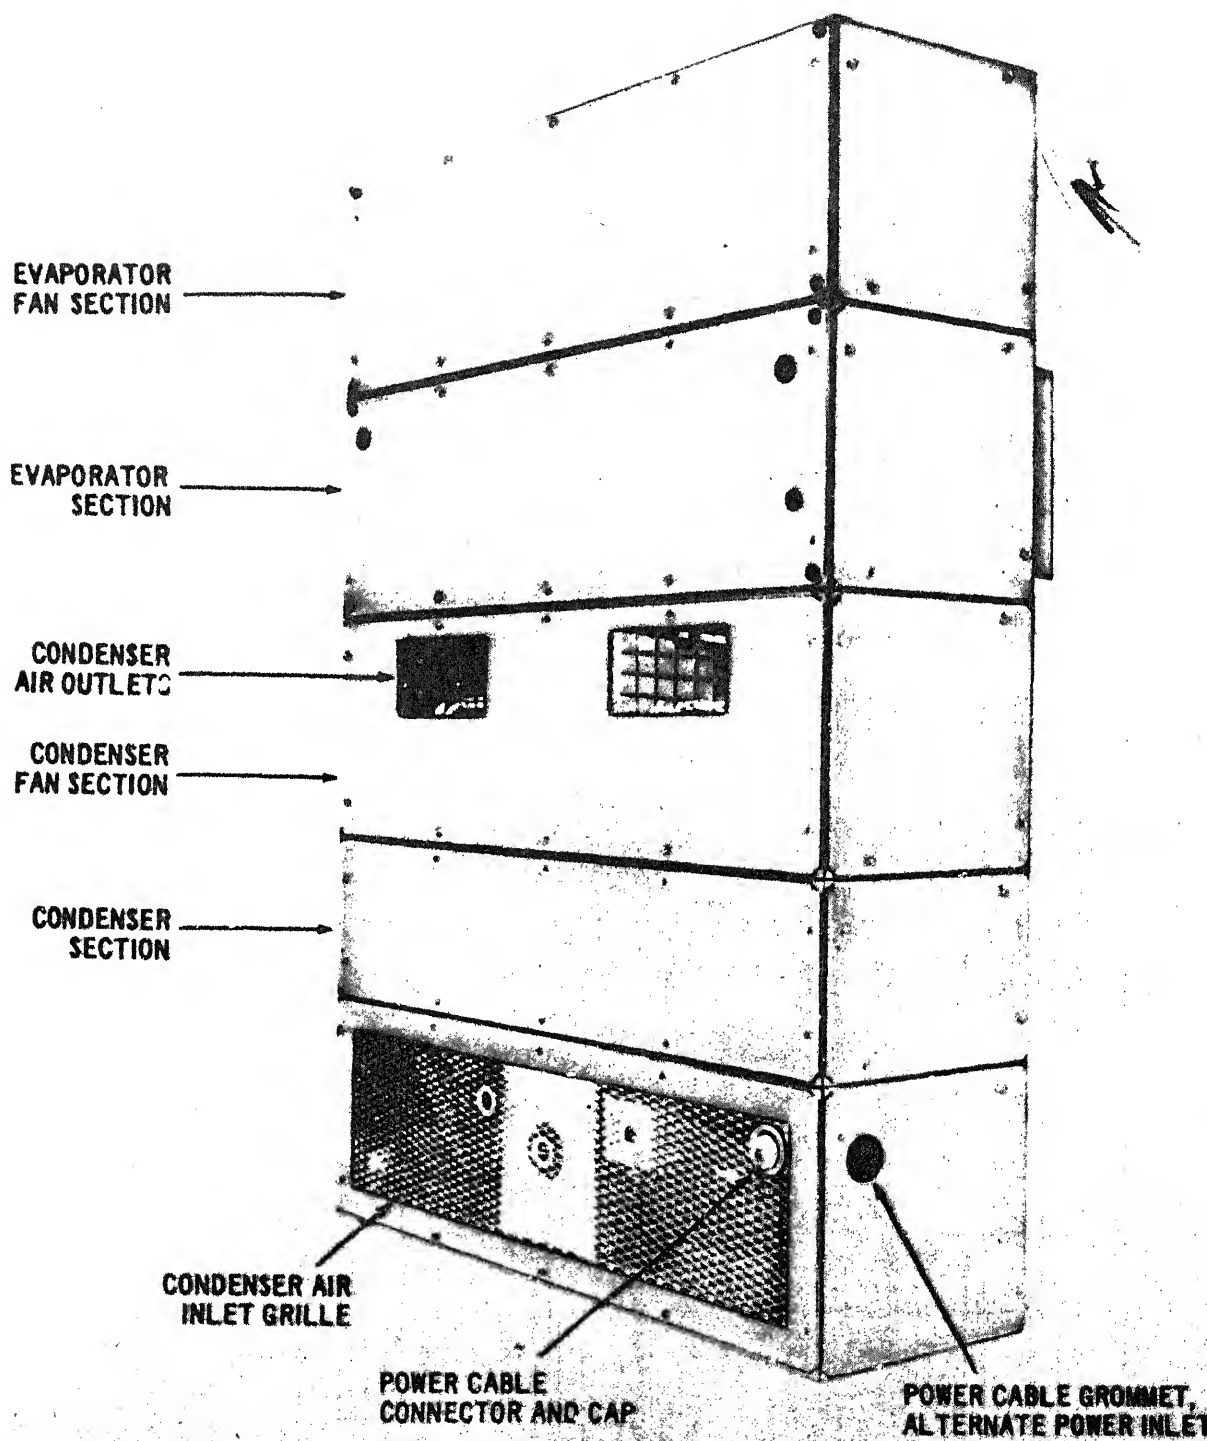 EVAPORATOR
FAN SECTION
EVAPORATOR
SECTION
CONDENSER
AIR OUTLETS
CONDENSER
FAN SECTION
CONDENSER
SECTION
CONDENSER AIR
INLET GRILLE
POWER CABLE
CONNECTOR AND CAP
POWER CABLE GROMMET,
ALTERNATE POWER INLET